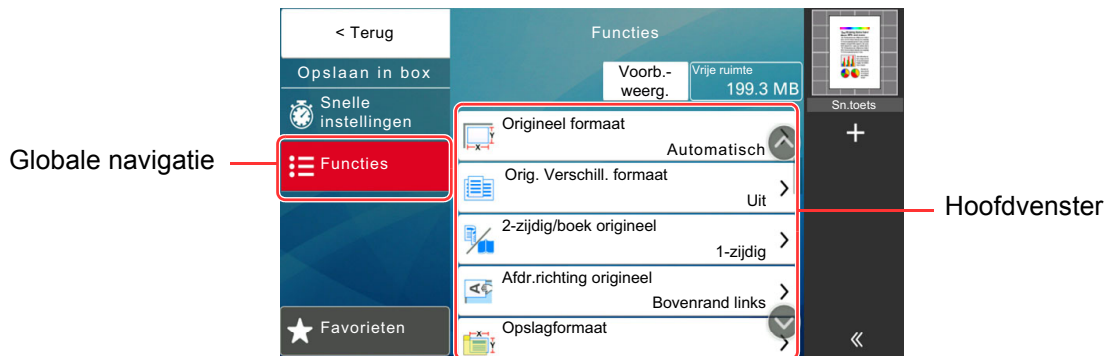 Globale navigatie
< Terug
Opslaan in box
Snelle
instellingen
Functies
Favorieten
Functies
Voorb.-
weerg.
Vrije ruimte
199.3 MB
Origineel formaat
Automatisch
Orig. Verschill. formaat
Uit
2-zijdig/boek origineel
1-zijdig
Afdr.richting origineel
Bovenrand links
Opslagformaat
Sn.toets
Hoofdvenster